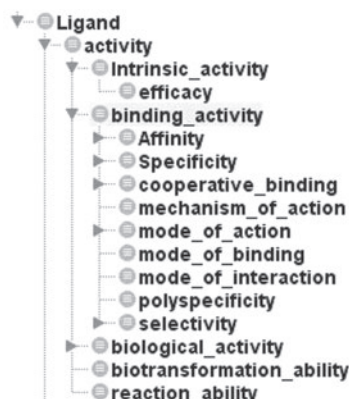 Ligand
activity
Intrinsic_activity
efficacy
binding_activity
Affinity
Specificity
cooperative_binding
mechanism_of_action
mode_of_action
mode_of_binding
mode_of_interaction
polyspecificity
selectivity
biological_activity
biotransformation_ability
reaction_ability